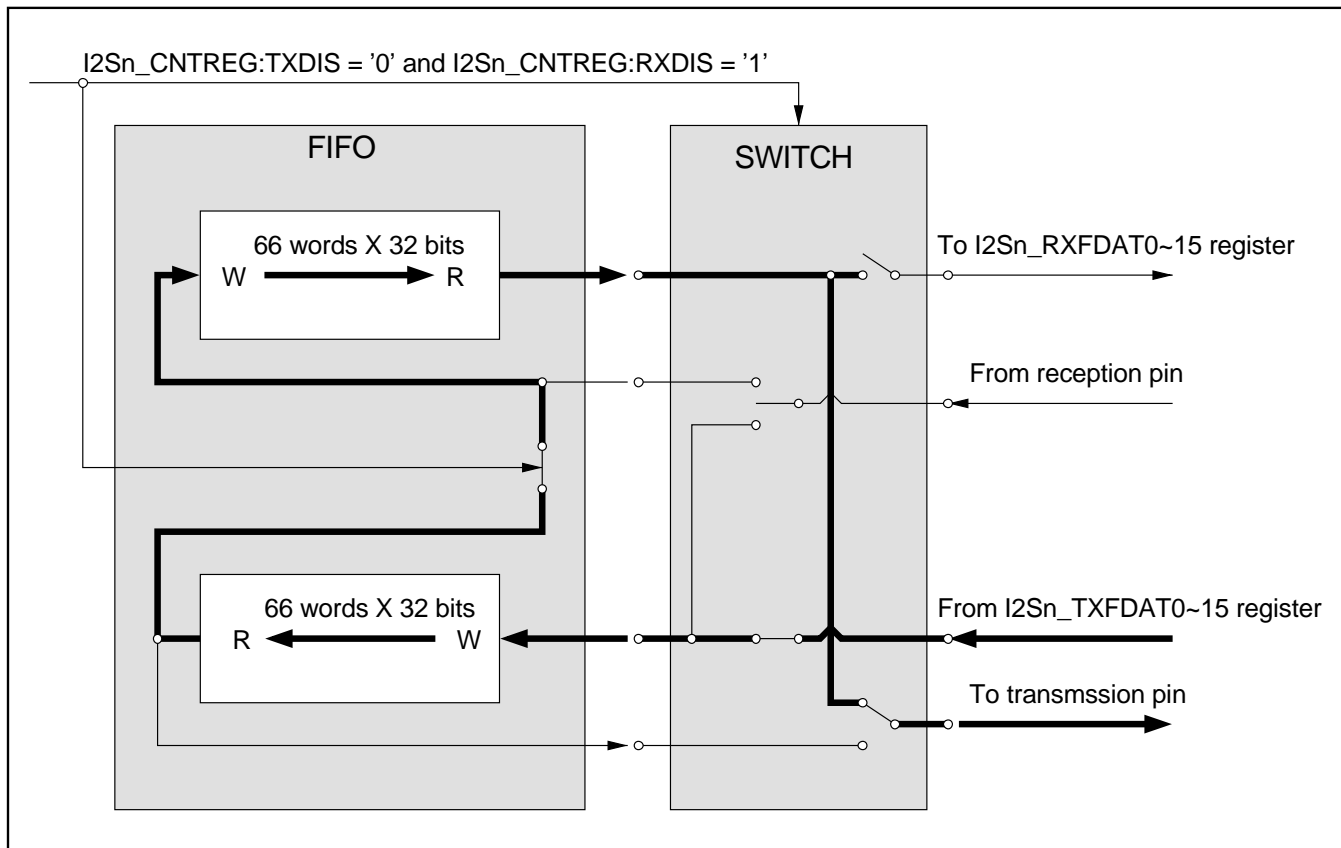 I2Sn_CNTREG:TXDIS = '0' and I2Sn_CNTREG:RXDIS = '1'
FIFO
SWITCH
66 words X 32 bits
W
R
To I2Sn_RXFDAT0~15 register
From reception pin
66 words X 32 bits
R
W
From I2Sn_TXFDAT0~15 register
To transmssion pin